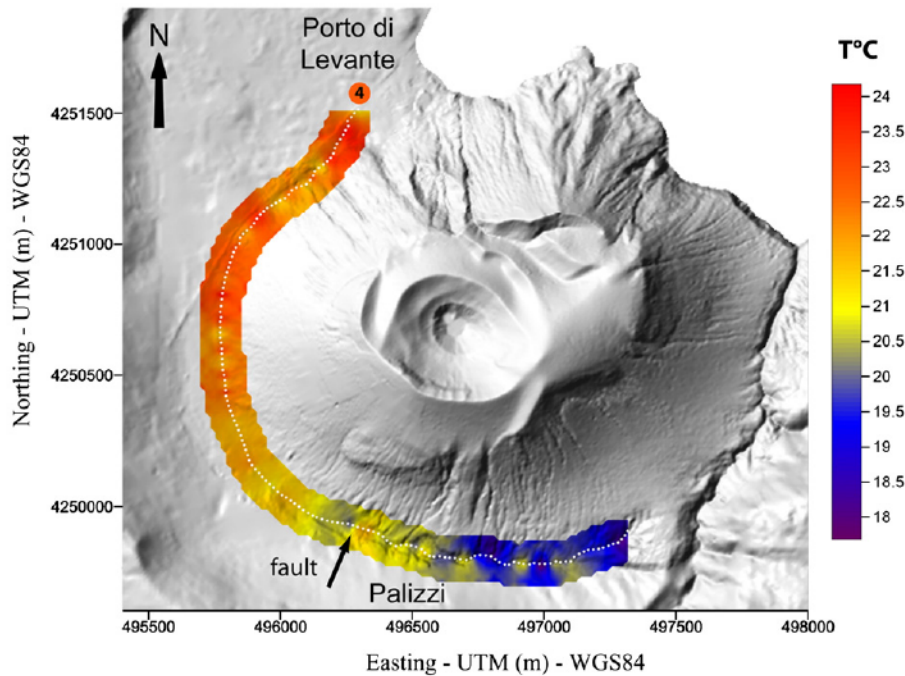 N
Porto di
Levante
4
T°C
24
23.5
23
22.5
22
21.5
21
20.5
20
19.5
19
18.5
18
4251500
4251000
4250500
4250000
Northing - UTM (m) - WGS84
fault
Palizzi
495500 496000 496500 497000 497500 498000
Easting - UTM (m) - WGS84